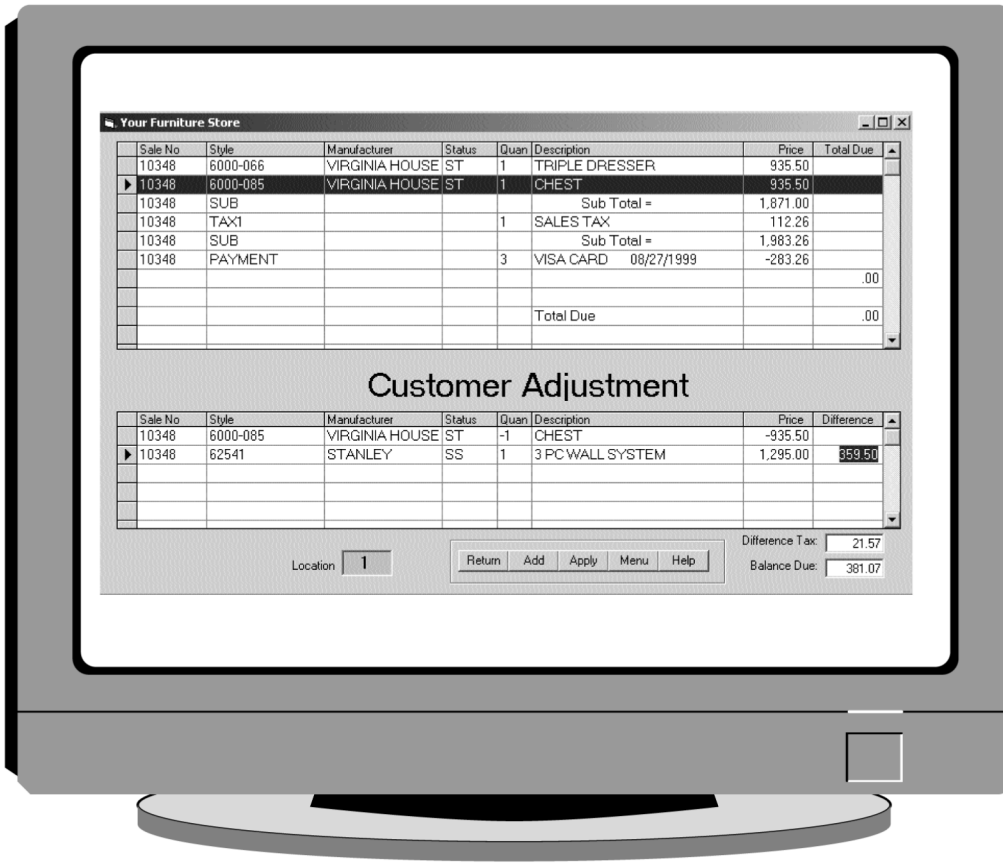 Your Furniture Store
Sale No Style Manufacturer Status Quan Description Price Total Due
10348 6000-066 VIRGINIA HOUSE ST 1 TRIPLE DRESSER 935.50
10348 6000-085 VIRGINIA HOUSE ST 1 CHEST 935.50
10348 SUB Sub Total = 1,871.00
10348 TAX1 1 SALES TAX 112.26
10348 SUB Sub Total = 1,983.26
10348 PAYMENT 3 VISA CARD 08/27/1999 -283.26
.00
Total Due .00
Customer Adjustment
Sale No Style Manufacturer Status Quan Description Price Difference
10348 6000-085 VIRGINIA HOUSE ST -1 CHEST -935.50
10348 62541 STANLEY SS 1 3 PC WALL SYSTEM 1,295.00 359.50
Difference Tax: 21.57
Location 1 Return Add Apply Menu Help Balance Due: 381.07